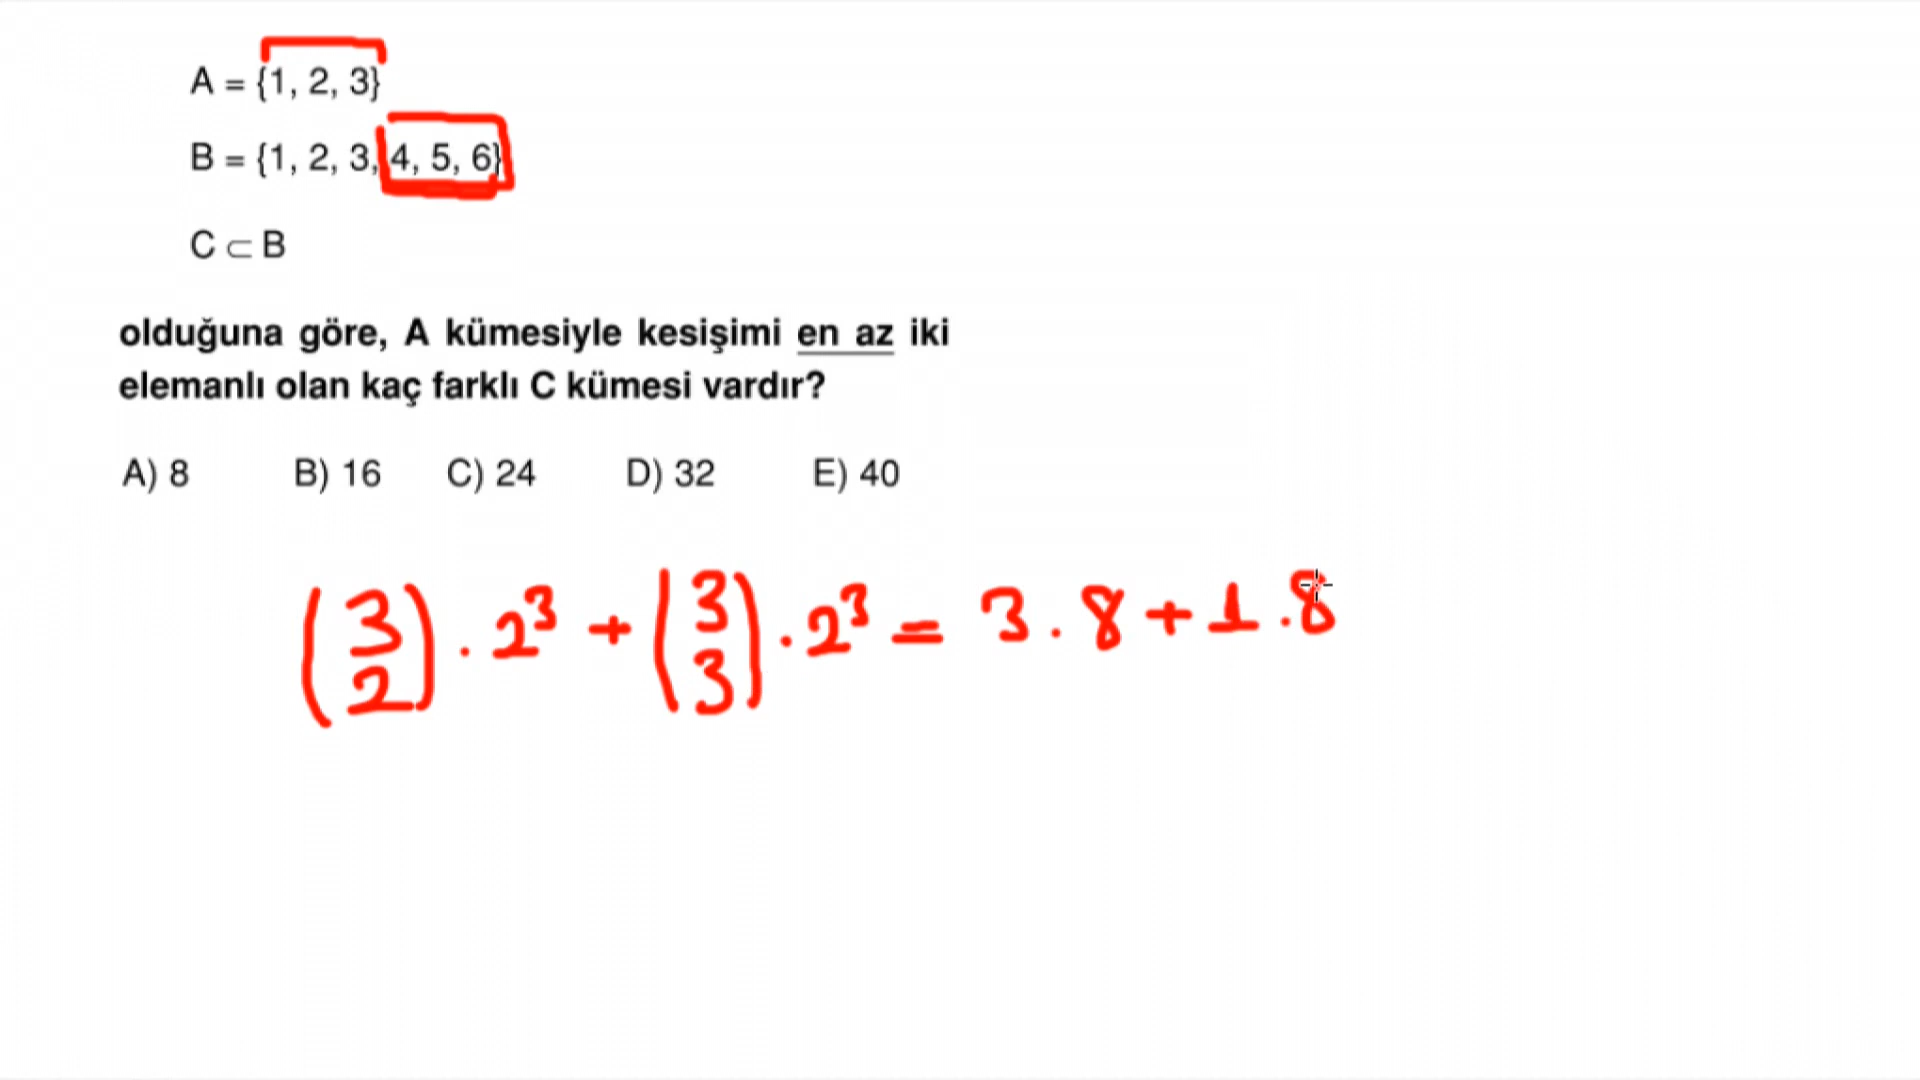 A = {1, 2, 3}
B = {1, 2, 3, 4, 5, 6}
C ⊂ B
olduğuna göre, A kümesiyle kesişimi en az iki
elemanlı olan kaç farklı C kümesi vardır?
A) 8 B) 16 C) 24 D) 32 E) 40
(3 2) . 2³ + (3 3) . 2³ = 3 . 8 + 1 . 8